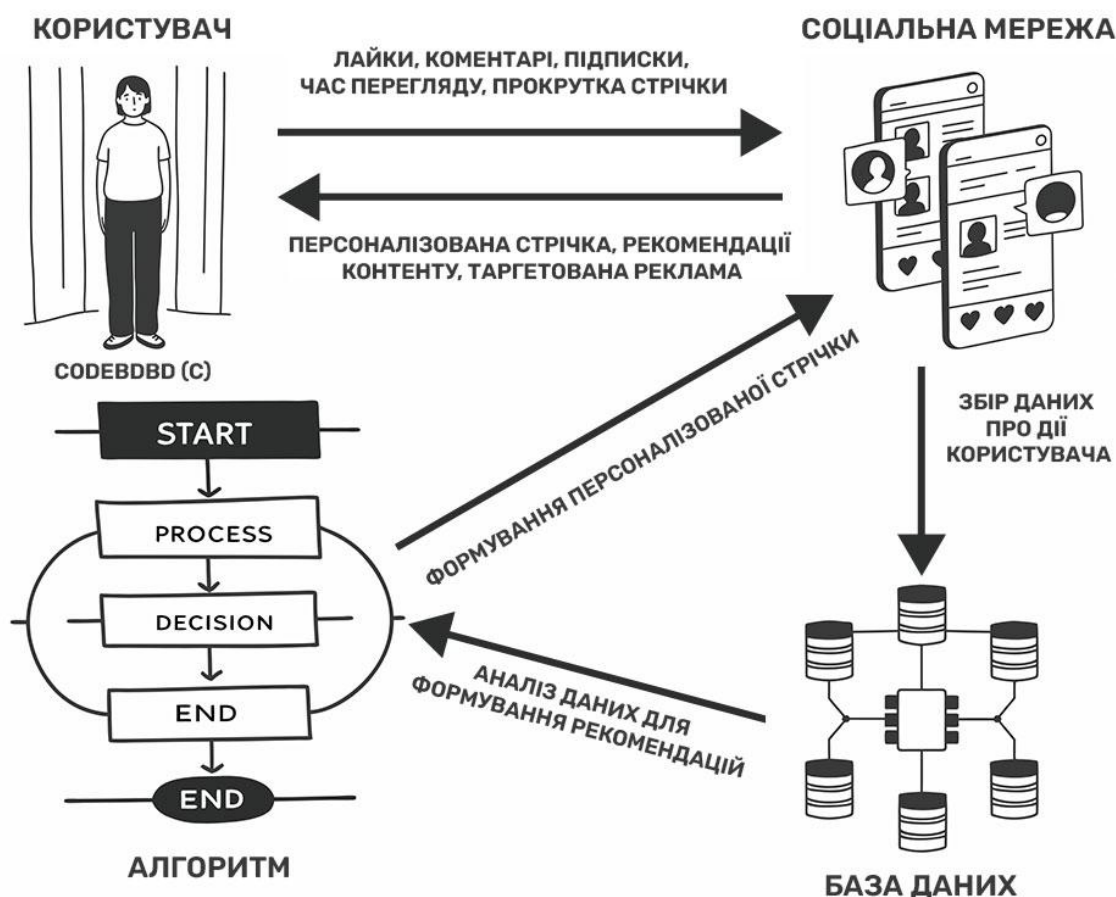 КОРИСТУВАЧ
СОЦІАЛЬНА МЕРЕЖА
ЛАЙКИ, КОМЕНТАРІ, ПІДПИСКИ,
ЧАС ПЕРЕГЛЯДУ, ПРОКРУТКА СТРІЧКИ
ПЕРСОНАЛІЗОВАНА СТРІЧКА, РЕКОМЕНДАЦІЇ
КОНТЕНТУ, ТАРГЕТОВАНА РЕКЛАМА
CODEBDBD (C)
START
PROCESS
DECISION
END
END
АЛГОРИТМ
ФОРМУВАННЯ ПЕРСОНАЛІЗОВАНОЇ СТРІЧКИ
ЗБІР ДАНИХ
ПРО ДІЇ
КОРИСТУВАЧА
АНАЛІЗ ДАНИХ ДЛЯ
ФОРМУВАННЯ РЕКОМЕНДАЦІЙ
БАЗА ДАНИХ